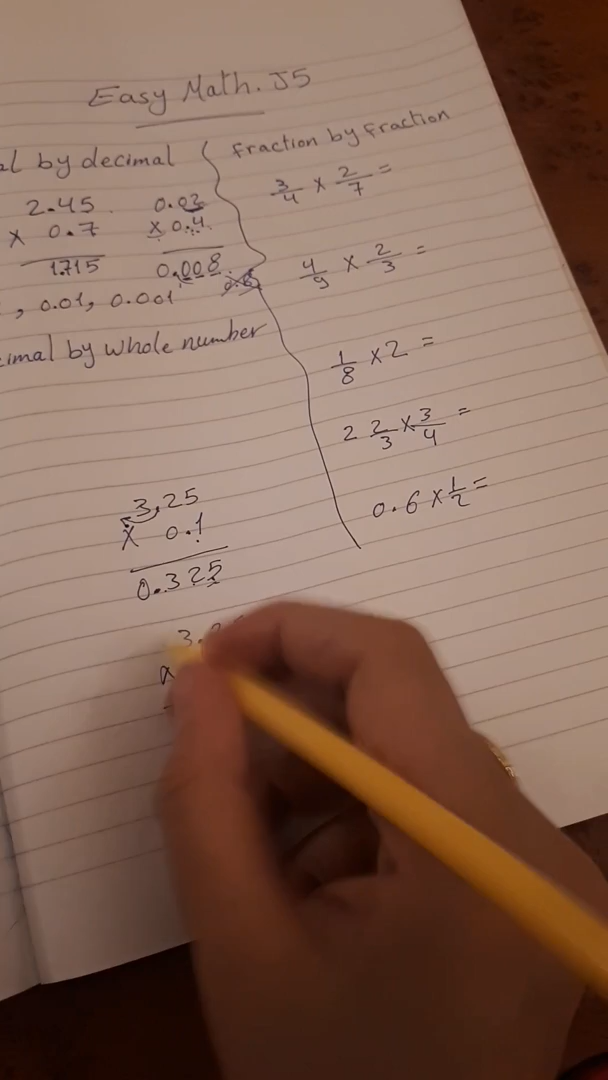 Easy Math. J5
al by decimal
2.45
x 0.7
1.715
0.02
x 0.4
0.008
, 0.01, 0.001
imal by whole number
3,25
x 0.1
0.325
3.
x
fraction by fraction
3/4 x 2/7 =
4/9 x 2/3 =
1/8 x 2 =
2 2/3 x 3/4 =
0.6 x 1/2 =